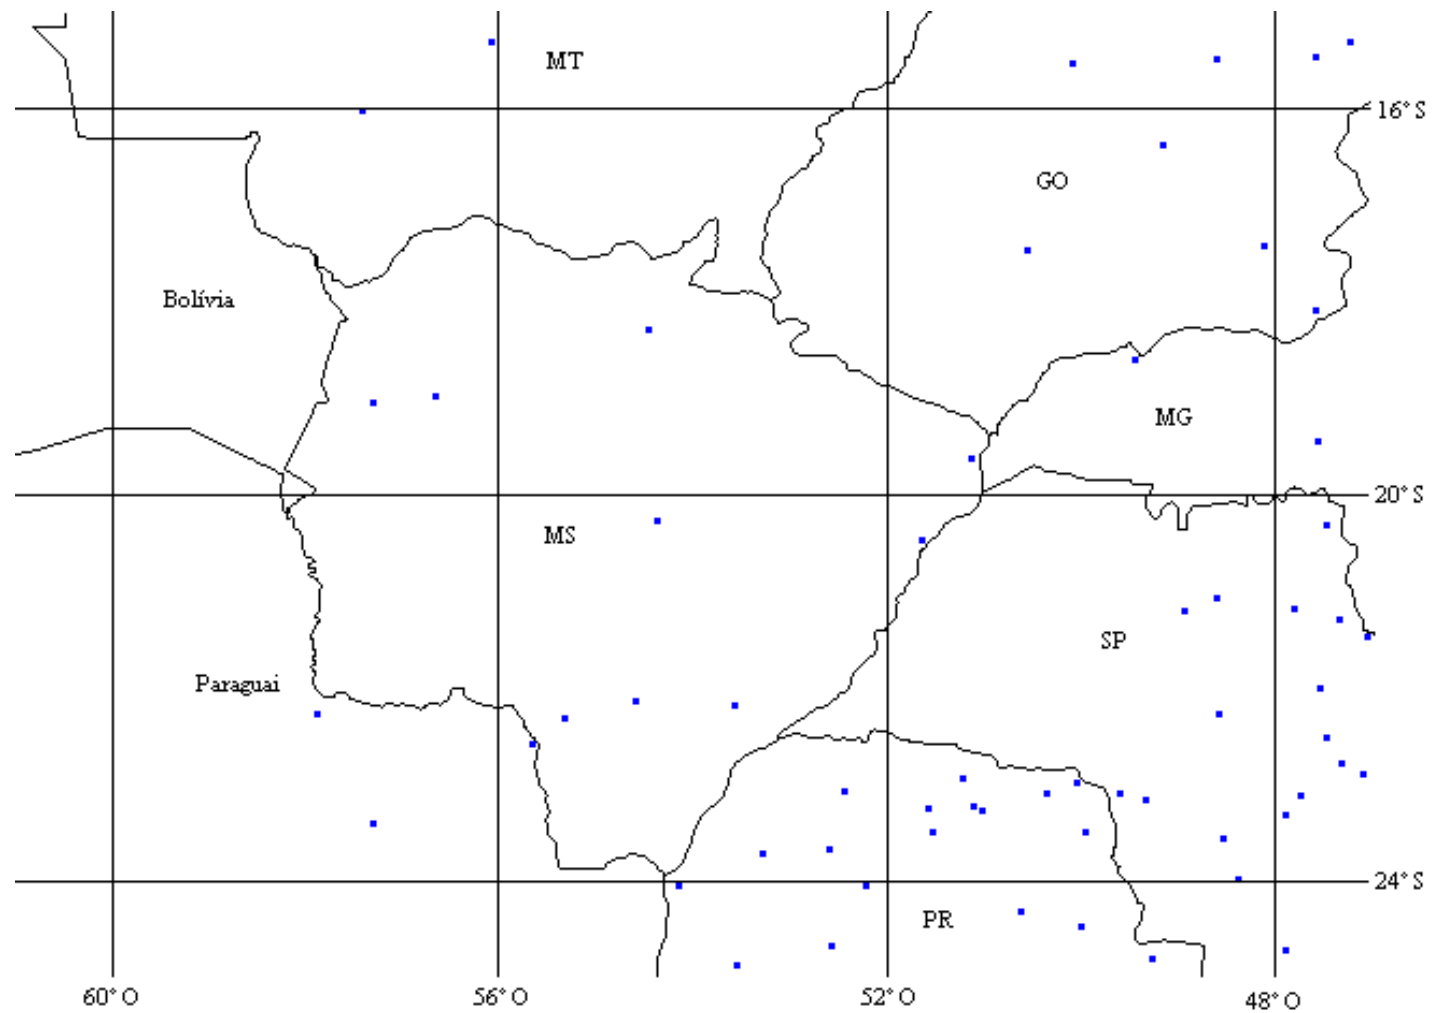 MT
16° S
GO
Bolívia
MG
20° S
MS
SP
Paraguai
24° S
PR
60° O
56° O
52° O
48° O